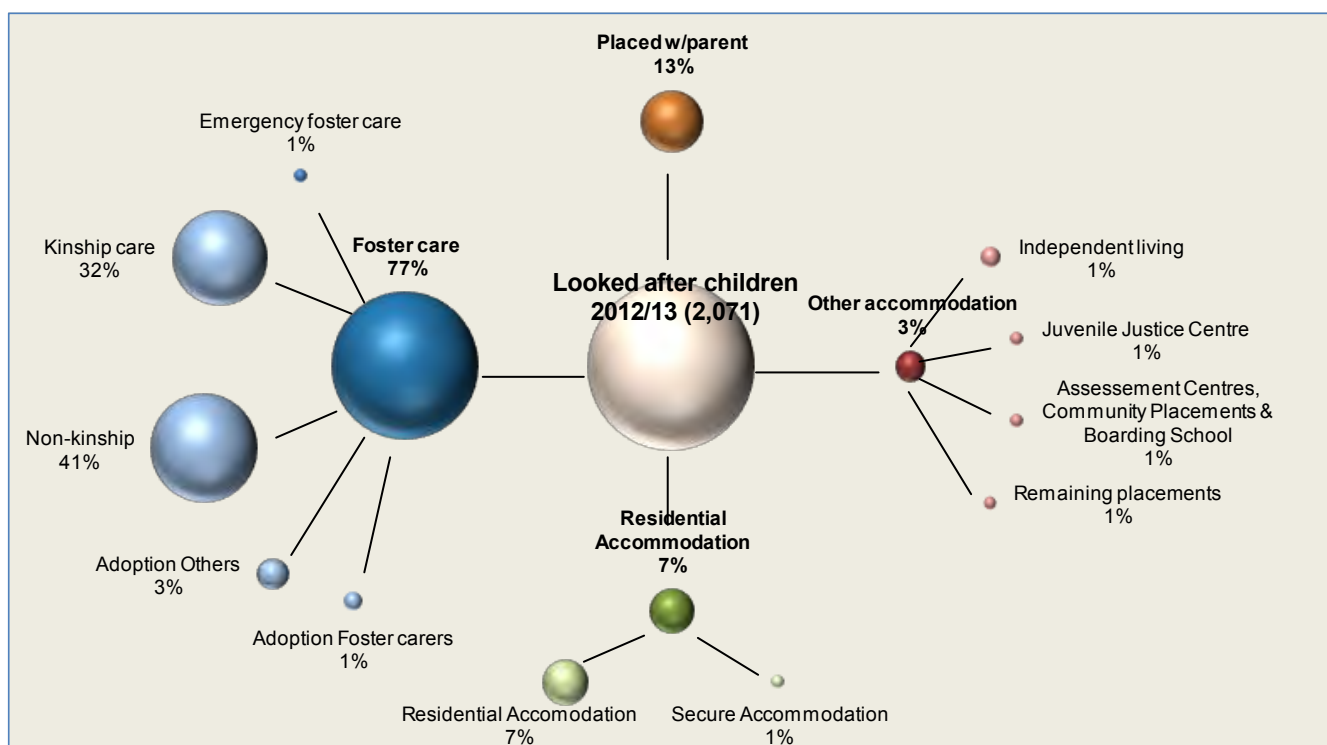 Placed w/parent
13%
Emergency foster care
1%
Kinship care
32%
Foster care
77%
Non-kinship
41%
Adoption Others
3%
Adoption Foster carers
1%
Looked after children
2012/13 (2,071)
Other accommodation
3%
Independent living
1%
Juvenile Justice Centre
1%
Assessement Centres,
Community Placements &
Boarding School
1%
Remaining placements
1%
Residential
Accommodation
7%
Residential Accomodation
7%
Secure Accommodation
1%